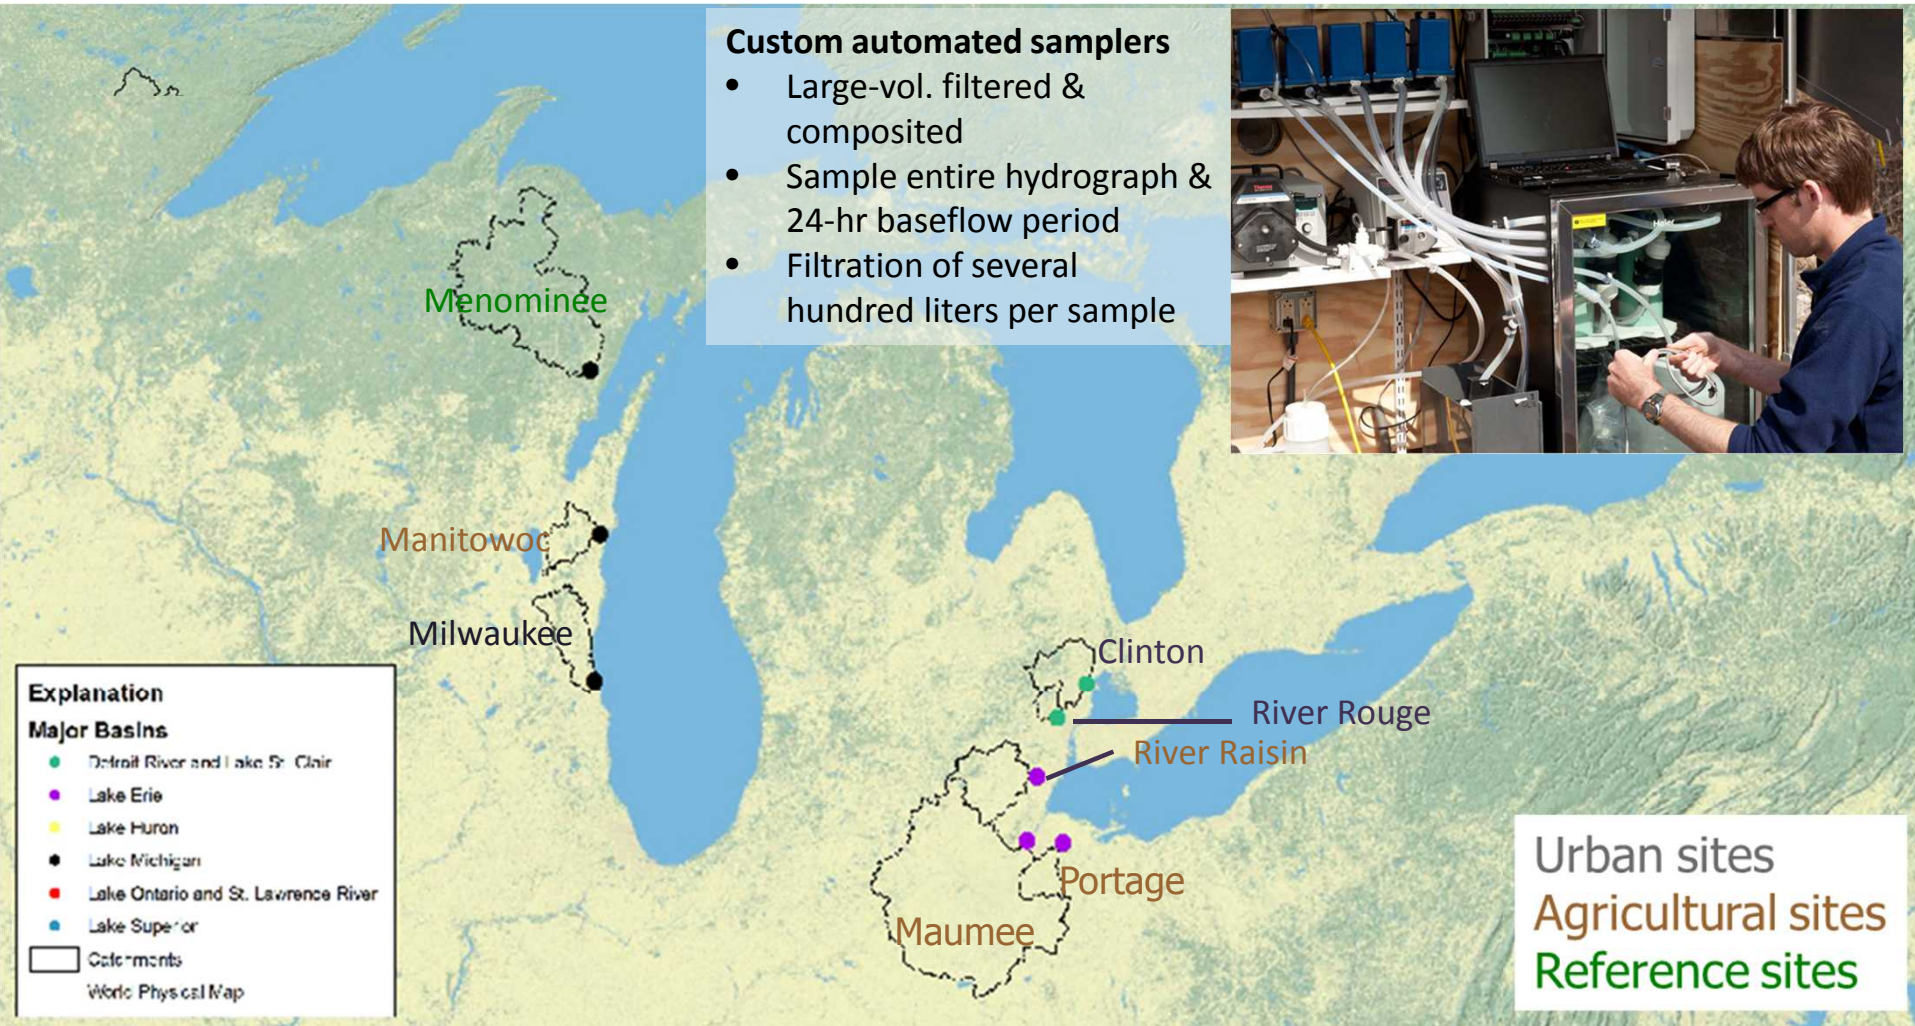 Custom automated samplers
• Large-vol. filtered &
composited
• Sample entire hydrograph &
24-hr baseflow period
• Filtration of several
hundred liters per sample
Haier
Menominee
Manitowoc
Milwaukee
Clinton
River Rouge
River Raisin
Portage
Maumee
Explanation
Major Basins
Detroit River and Lake St. Clair
Lake Erie
Lake Huron
Lake Michigan
Lake Ontario and St. Lawrence River
Lake Superior
Catchments
World Physical Map
Urban sites
Agricultural sites
Reference sites